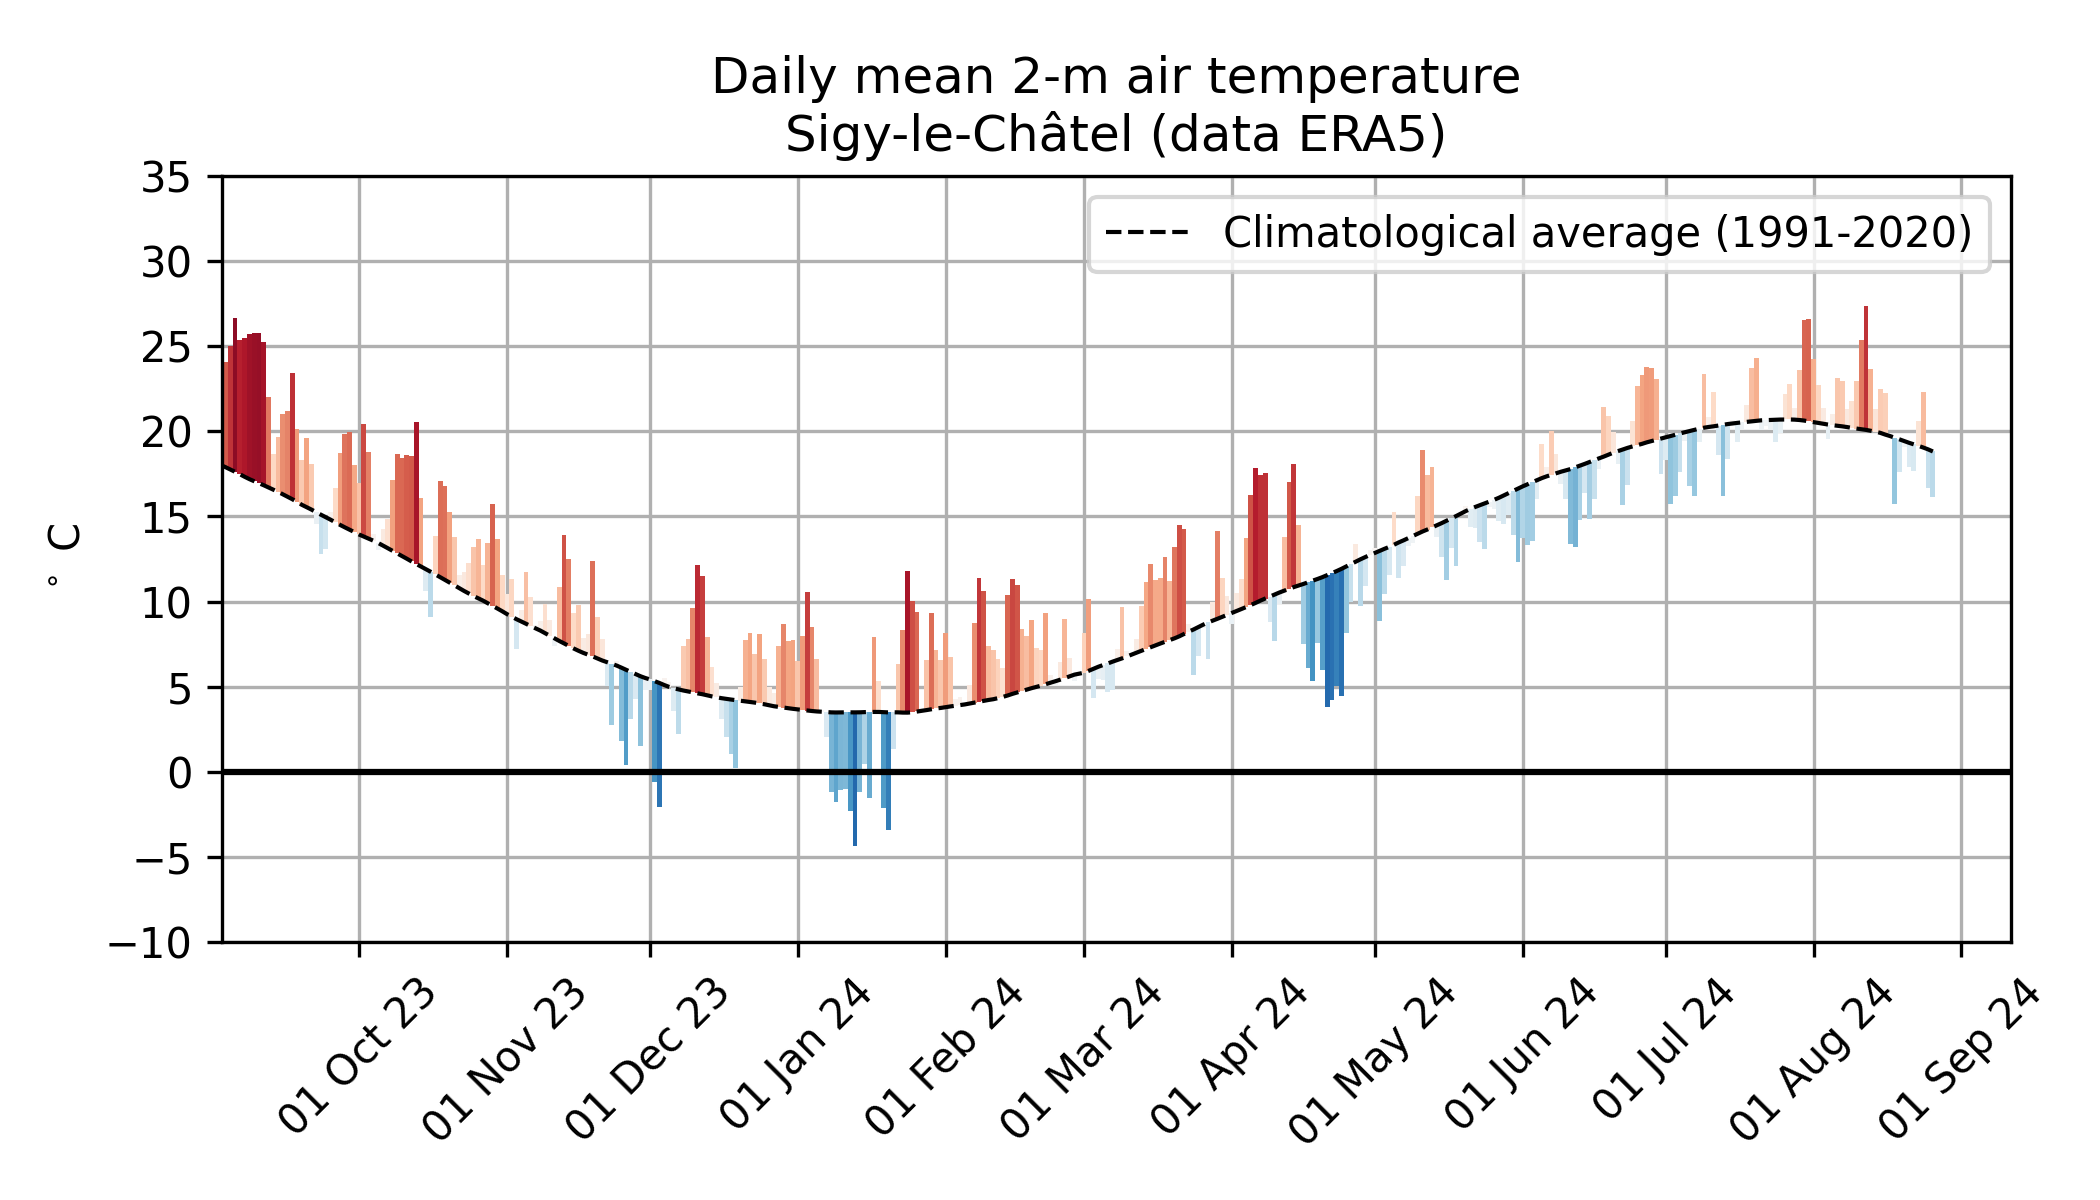 Daily mean 2-m air temperature
Sigy-le-Châtel (data ERA5)
Climatological average (1991-2020)
° C
35
30
25
20
15
10
5
0
−5
−10
01 Oct 23
01 Nov 23
01 Dec 23
01 Jan 24
01 Feb 24
01 Mar 24
01 Apr 24
01 May 24
01 Jun 24
01 Jul 24
01 Aug 24
01 Sep 24